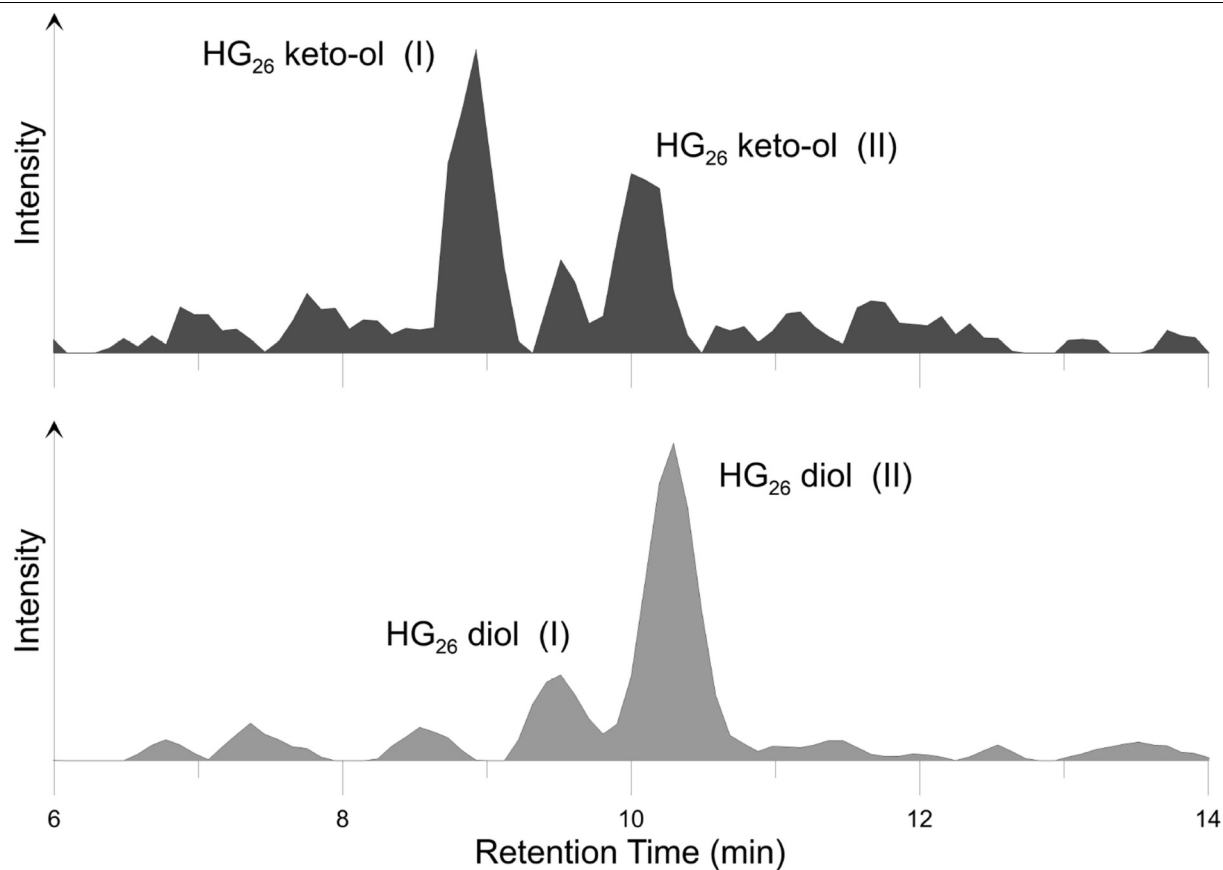 HG₂₆ keto-ol (I)
HG₂₆ keto-ol (II)
Intensity
HG₂₆ diol (II)
HG₂₆ diol (I)
Intensity
6 8 10 12 14
Retention Time (min)